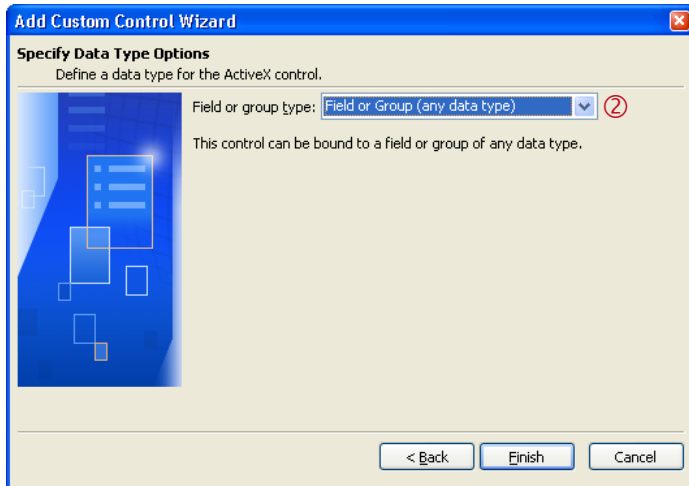 Add Custom Control Wizard
Specify Data Type Options
Define a data type for the ActiveX control.
Field or group type: Field or Group (any data type) ②
This control can be bound to a field or group of any data type.
< Back Finish Cancel